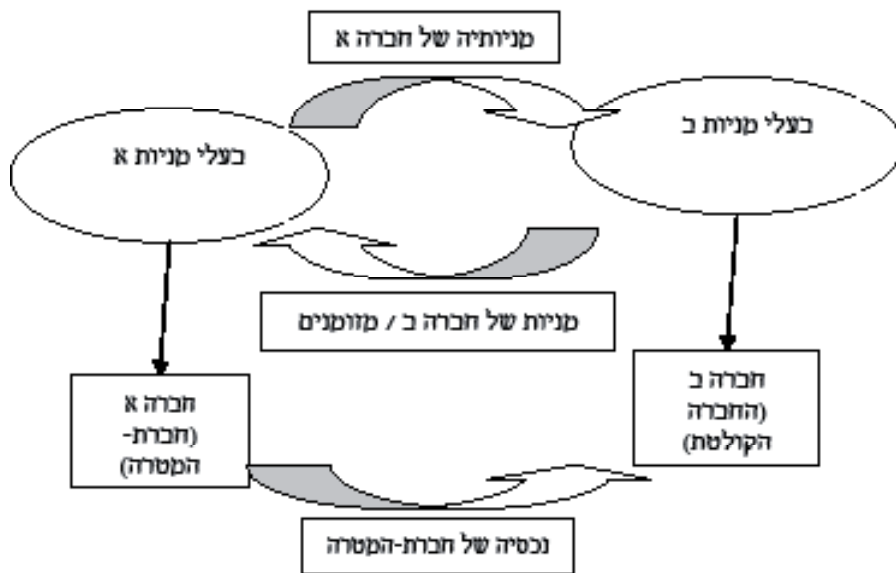 מניותיה של חברה א
בעלי מניות ב
בעלי מניות א
מניות של חברה ב / מזומנים
חברה ב
(החברה
הקולטת)
חברה א
(חברת-
המטרה)
נכסיה של חברת-המטרה